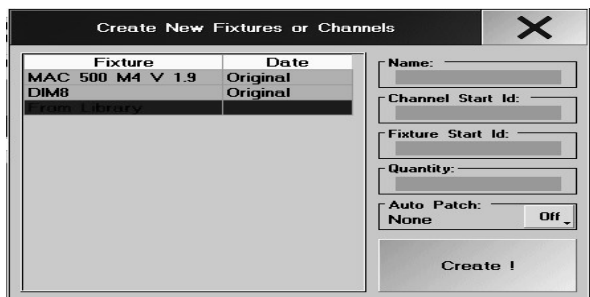 Create New Fixtures or Channels
Fixture Date
MAC 500 M4 V 1.9 Original
DIM8 Original
From Library
Name:
Channel Start Id:
Fixture Start Id:
Quantity:
Auto Patch:
None Off
Create !